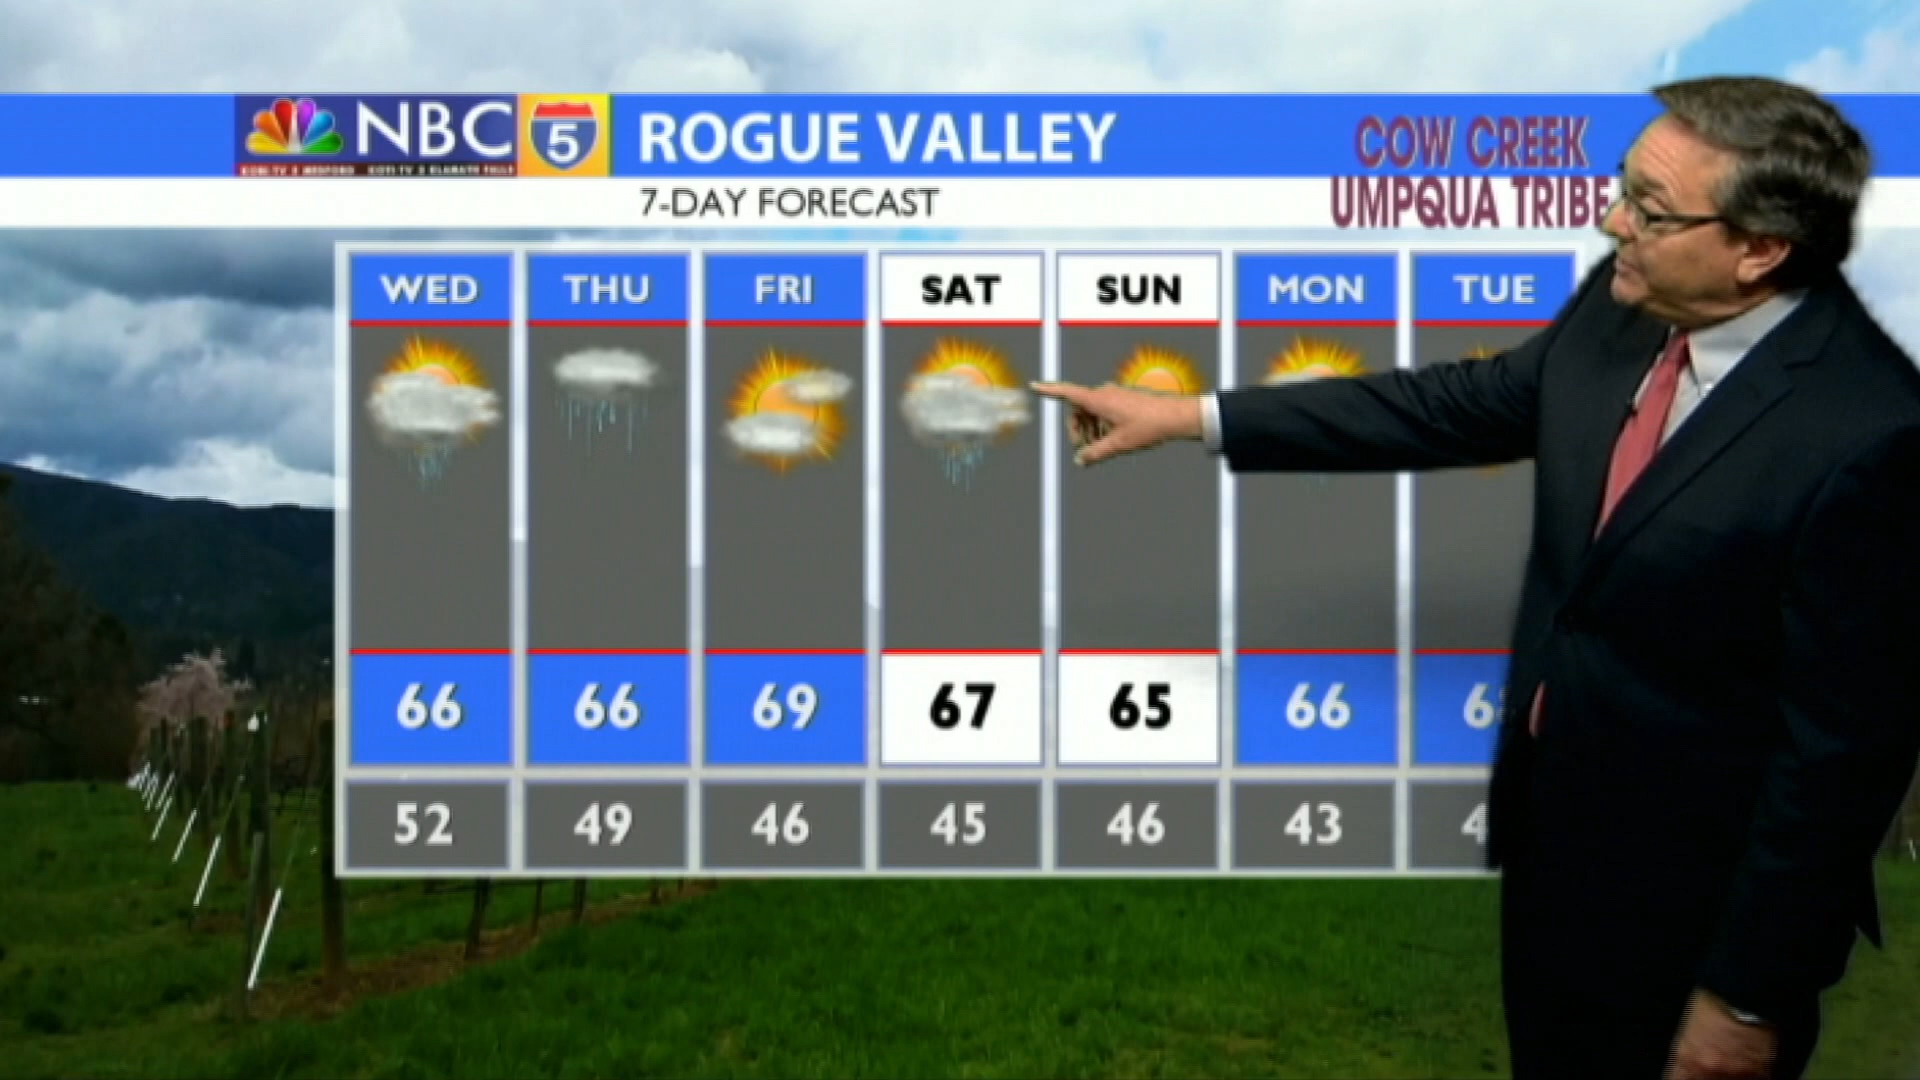 NBC 5 ROGUE VALLEY
COW CREEK
UMPQUA TRIBE
7-DAY FORECAST
WED THU FRI SAT SUN MON TUE
66 66 69 67 65 66
52 49 46 45 46 43